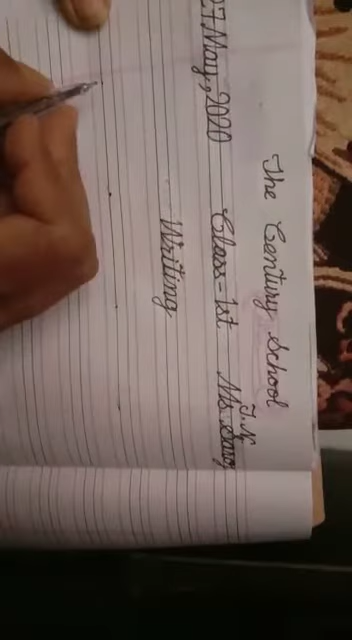 The Century School
T.N
27, May, 2020 Class-1st Ms.
Writing